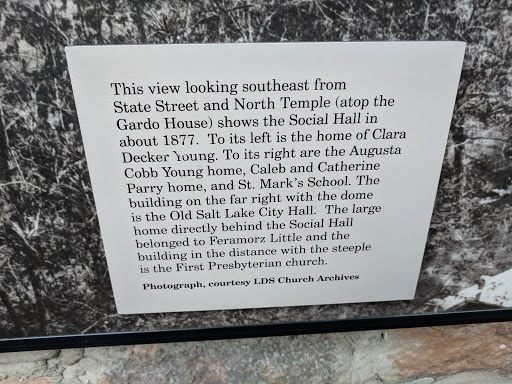 This view looking southeast from
State Street and North Temple (atop the
Gardo House) shows the Social Hall in
about 1877. To its left is the home of Clara
Decker Young. To its right are the Augusta
Cobb Young home, Caleb and Catherine
Parry home, and St. Mark's School. The
building on the far right with the dome
is the Old Salt Lake City Hall. The large
home directly behind the Social Hall
belonged to Feramorz Little and the
building in the distance with the steeple
is the First Presbyterian church.
Photograph, courtesy LDS Church Archives